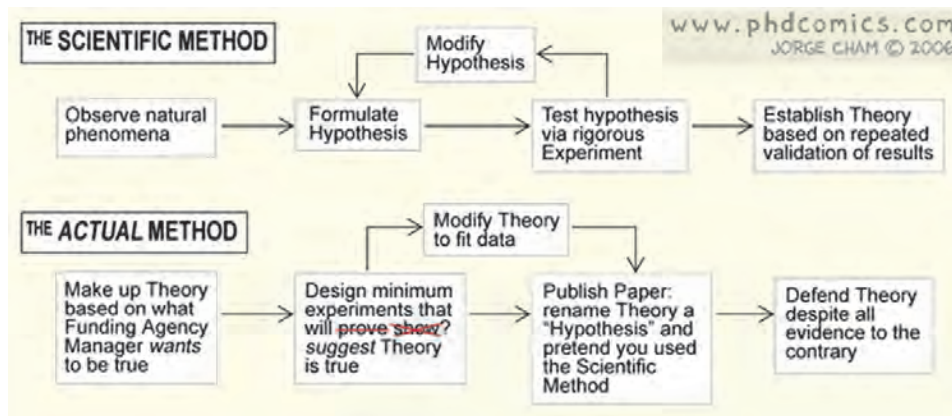 www.phdcomics.com
JORGE CHAM © 2006
THE SCIENTIFIC METHOD
Modify
Hypothesis
Observe natural
phenomena
Formulate
Hypothesis
Test hypothesis
via rigorous
Experiment
Establish Theory
based on repeated
validation of results
THE ACTUAL METHOD
Modify Theory
to fit data
Make up Theory
based on what
Funding Agency
Manager wants
to be true
Design minimum
experiments that
will prove show?
suggest Theory
is true
Publish Paper:
rename Theory a
"Hypothesis" and
pretend you used
the Scientific
Method
Defend Theory
despite all
evidence to the
contrary